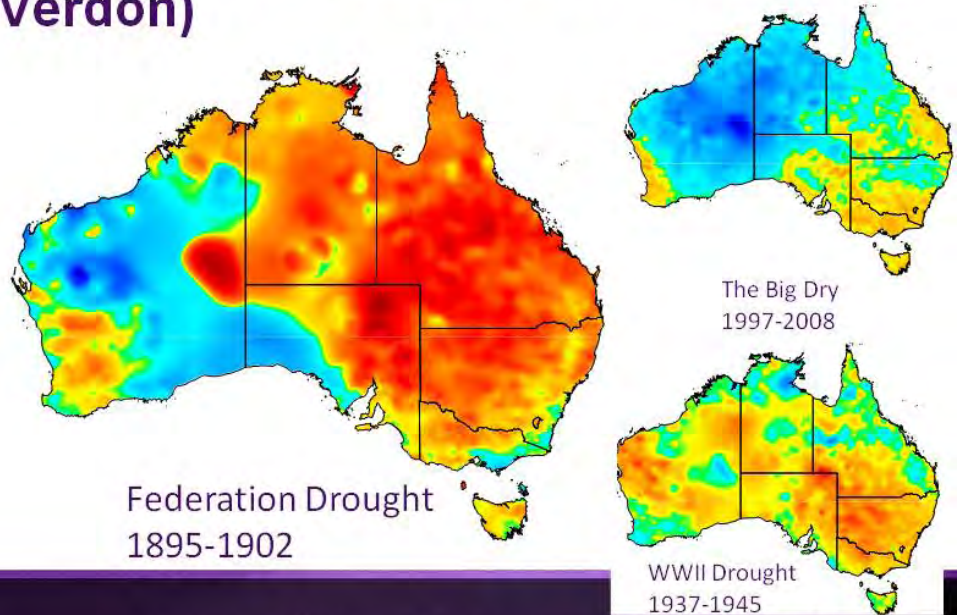 Verdon)
The Big Dry
1997-2008
Federation Drought
1895-1902
WWII Drought
1937-1945